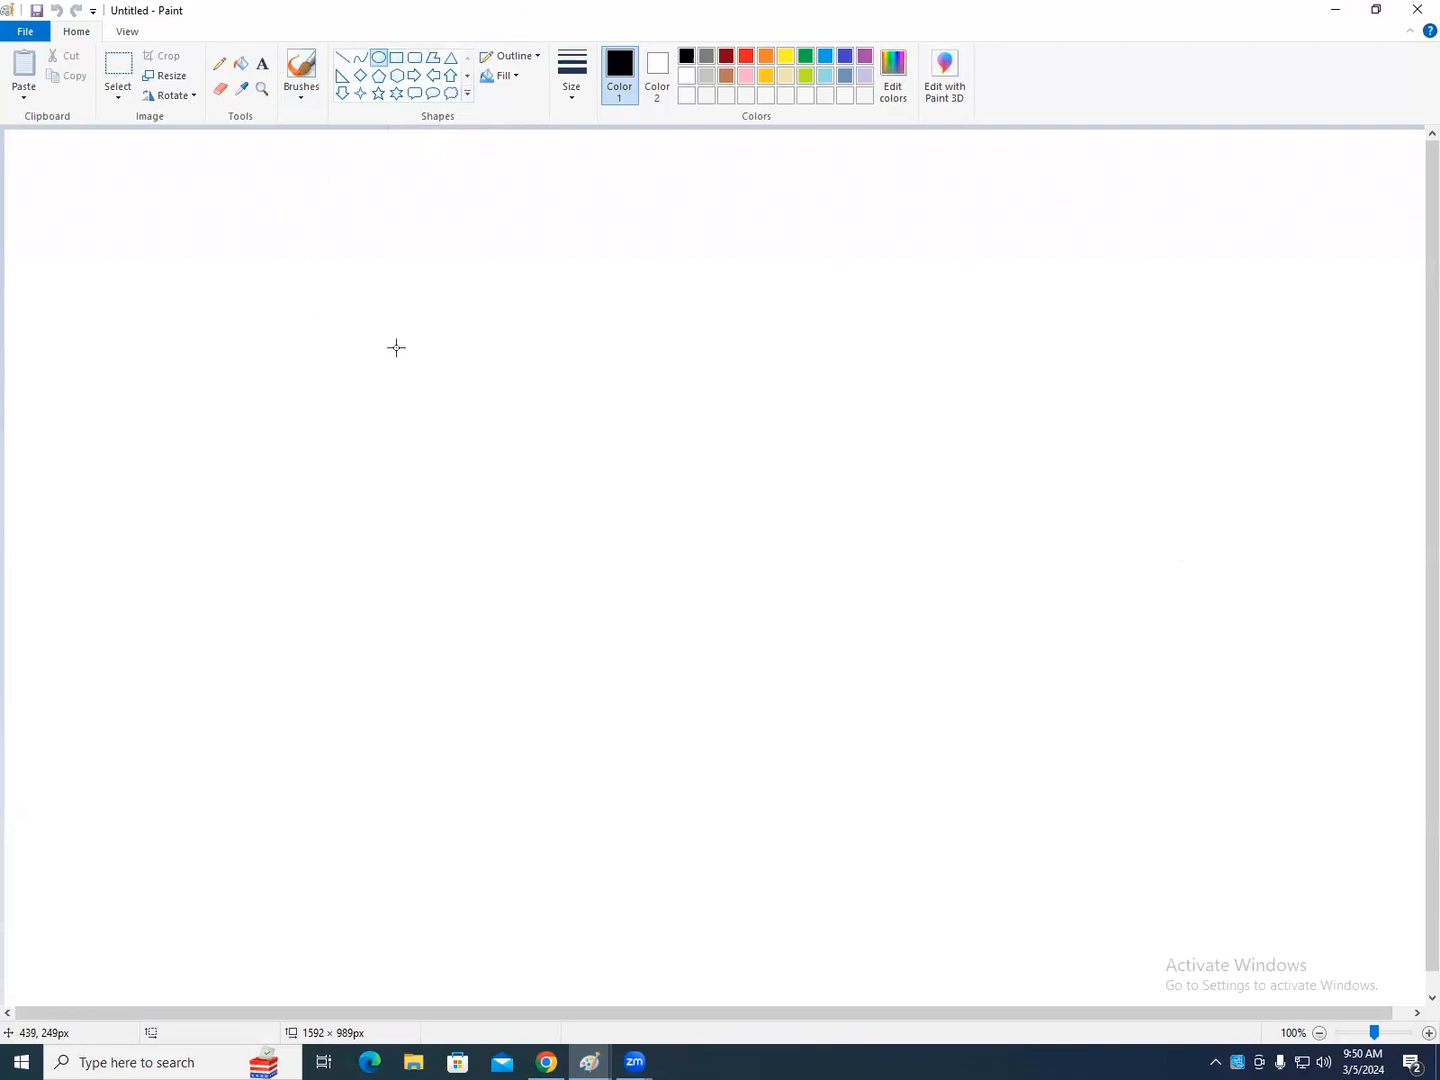 Untitled - Paint
File Home View
Paste
Cut
Copy
Clipboard
Select
Crop
Resize
Rotate
Image
A
Tools
Brushes
Outline
Fill
Shapes
Size
Color 1
Color 2
Edit colors
Colors
Edit with Paint 3D
Activate Windows
Go to Settings to activate Windows.
439, 249px
1592 × 989px
100%
Type here to search
zm
9:50 AM
3/5/2024
2